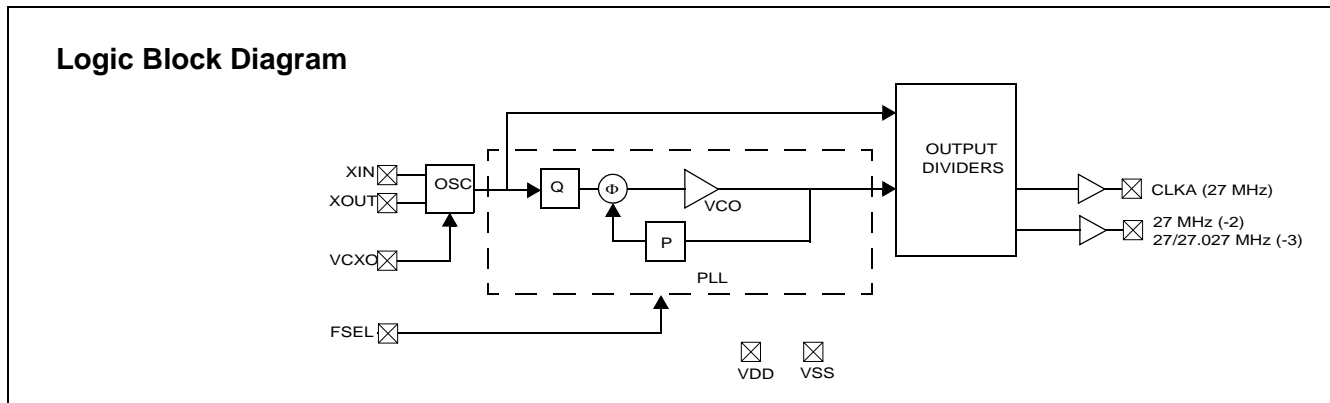 Logic Block Diagram
XIN
XOUT
OSC
VCXO
FSEL
Q
Φ
VCO
P
PLL
OUTPUT
DIVIDERS
CLKA (27 MHz)
27 MHz (-2)
27/27.027 MHz (-3)
VDD
VSS